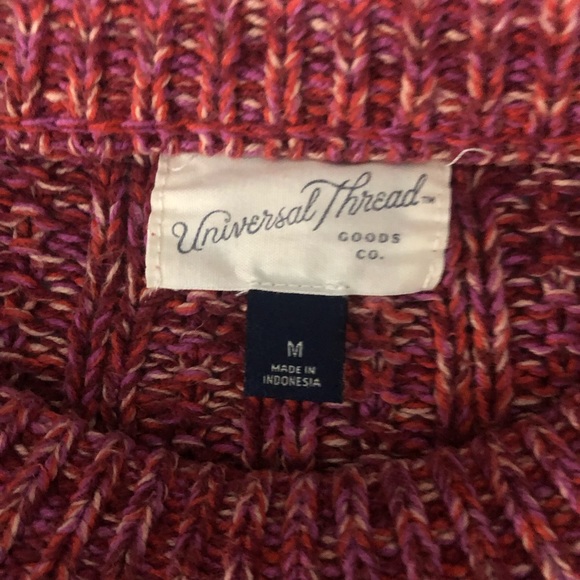 Universal Thread™
GOODS
CO.
M
MADE IN
INDONESIA